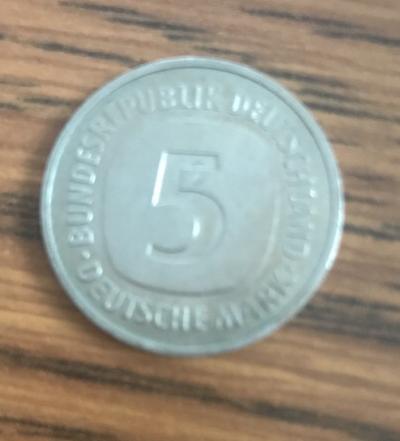 BUNDESREPUBLIK DEUTSCHLAND
5
DEUTSCHE MARK